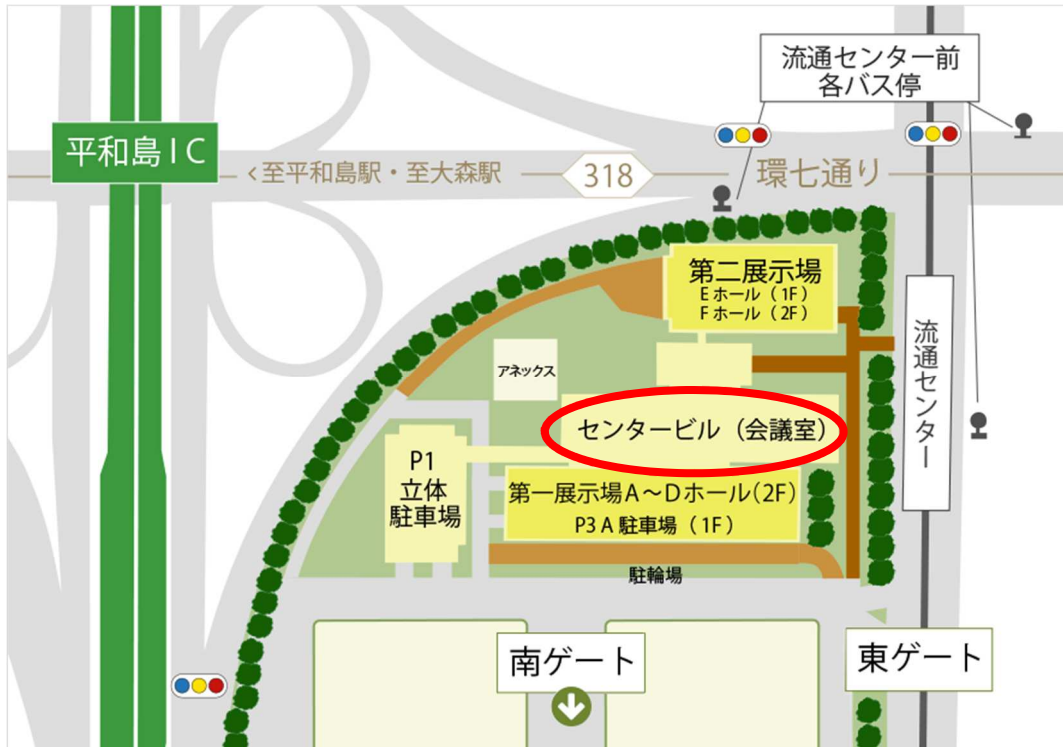 流通センター前
各バス停
平和島IC
<至平和島駅・至大森駅
318
環七通り
第二展示場
Eホール(1F)
Fホール(2F)
流通センター
アネックス
センタービル(会議室)
P1
立体
駐車場
第一展示場A~Dホール(2F)
P3 A 駐車場(1F)
駐輪場
南ゲート
東ゲート